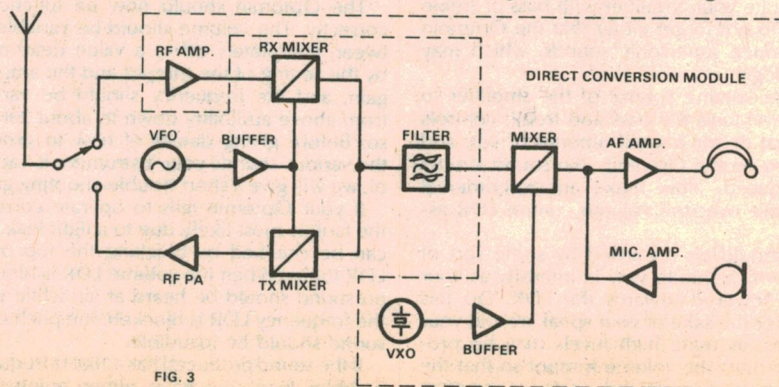 RF AMP.
RX MIXER
DIRECT CONVERSION MODULE
VFO
BUFFER
FILTER
MIXER
AF AMP.
RF PA
TX MIXER
MIC. AMP.
VXO
BUFFER
FIG. 3